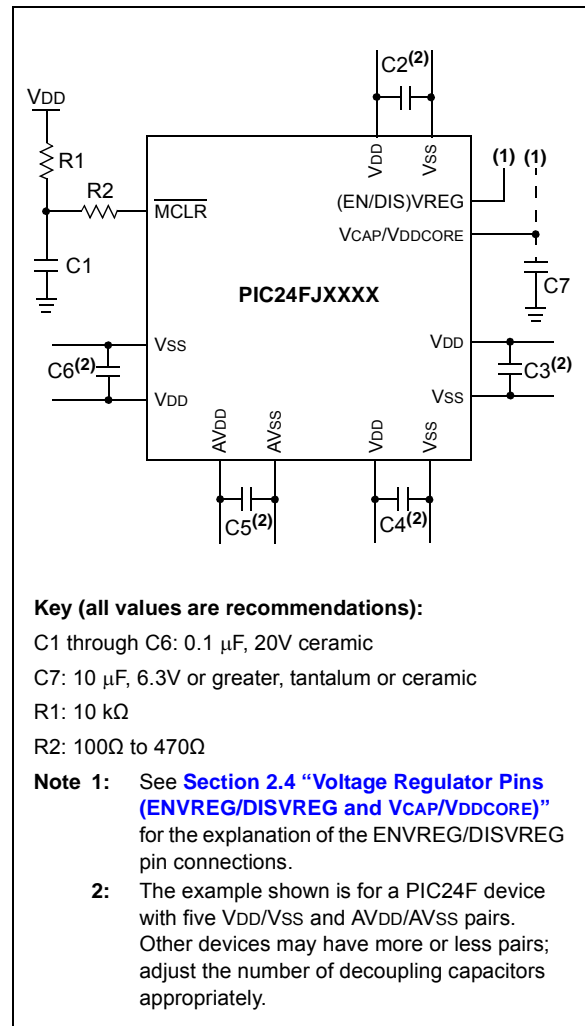 C2(2)
VDD
VDD
VSS
(1) (1)
R1
R2
MCLR
(EN/DIS)VREG
VCAP/VDDCORE
C1
C7
PIC24FJXXXX
VSS
VDD
C6(2)
C3(2)
VDD
VSS
AVDD
AVSS
VDD
VSS
C5(2)
C4(2)
Key (all values are recommendations):
C1 through C6: 0.1 μF, 20V ceramic
C7: 10 μF, 6.3V or greater, tantalum or ceramic
R1: 10 kΩ
R2: 100Ω to 470Ω
Note 1: See Section 2.4 “Voltage Regulator Pins
(ENVREG/DISVREG and VCAP/VDDCORE)”
for the explanation of the ENVREG/DISVREG
pin connections.
2: The example shown is for a PIC24F device
with five VDD/VSS and AVDD/AVSS pairs.
Other devices may have more or less pairs;
adjust the number of decoupling capacitors
appropriately.